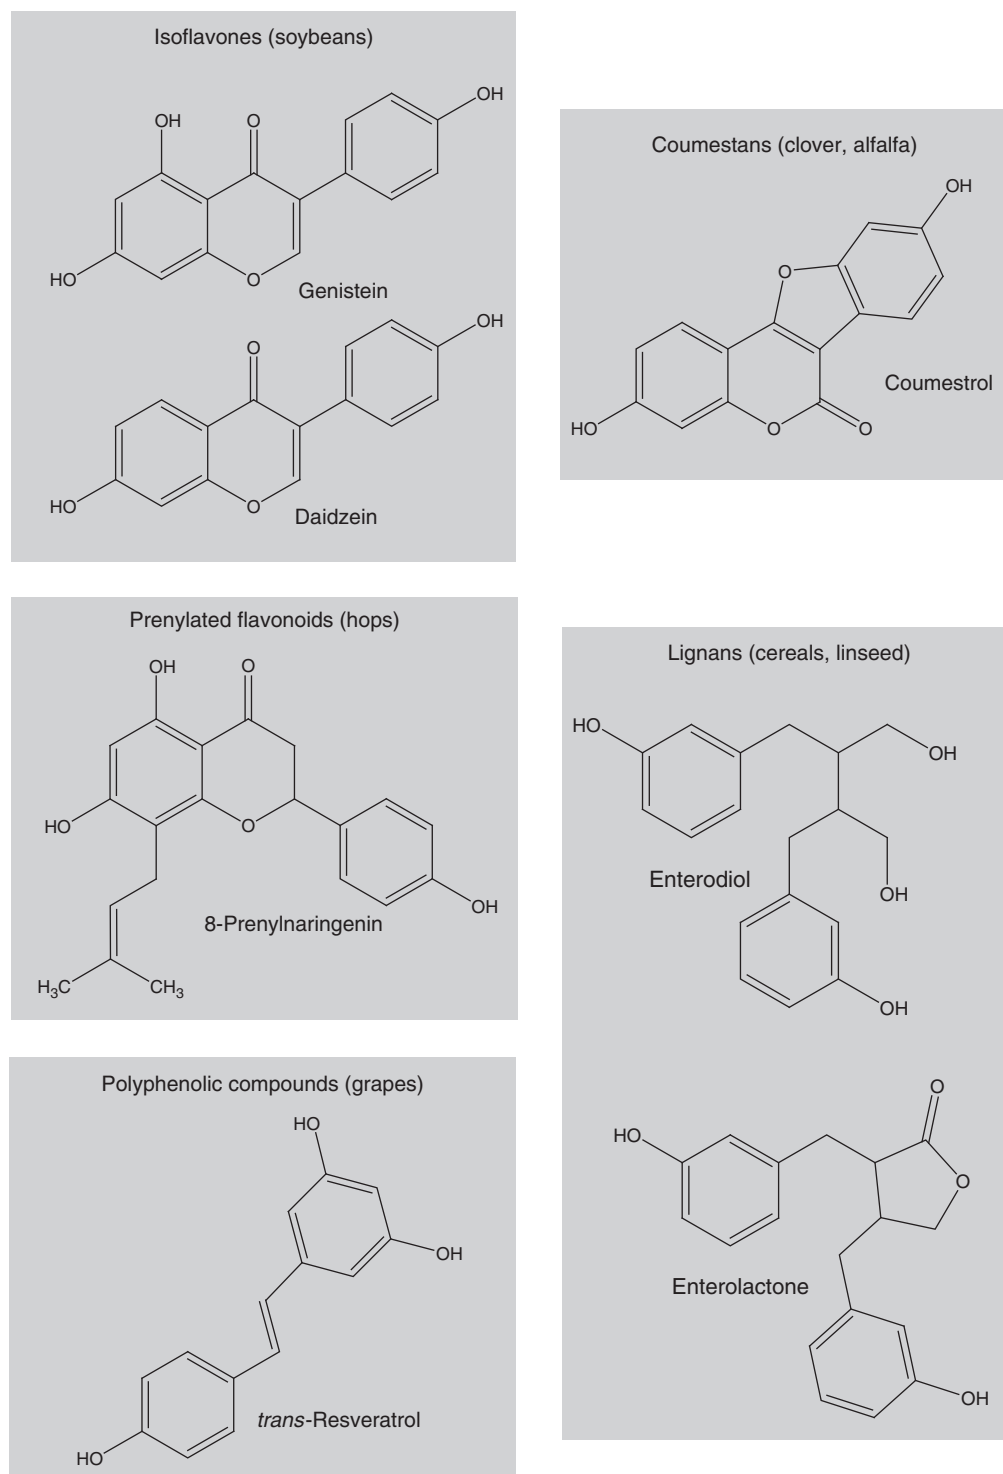 Isoflavones (soybeans)
OH
OH
O
HO
O
Genistein
OH
O
HO
O
Daidzein
Coumestans (clover, alfalfa)
OH
O
Coumestrol
HO
O
O
Prenylated flavonoids (hops)
OH
O
HO
O
OH
8-Prenylnaringenin
H₃C
CH₃
Lignans (cereals, linseed)
HO
OH
Enterodiol
OH
OH
O
HO
O
Enterolactone
OH
Polyphenolic compounds (grapes)
HO
OH
trans-Resveratrol
HO